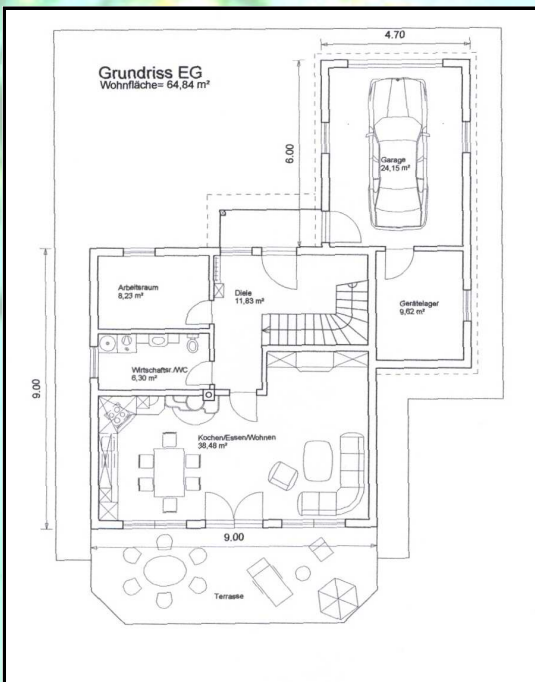 4.70
Grundriss EG
Wohnfläche= 64,84 m²
6.00
Garage
24,15 m²
Arbeitsraum
8,23 m²
Diele
11,83 m²
Gerätelager
9,62 m²
Wirtschaftsr./WC
6,30 m²
9.00
Kochen/Essen/Wohnen
38,48 m²
9.00
Terrasse